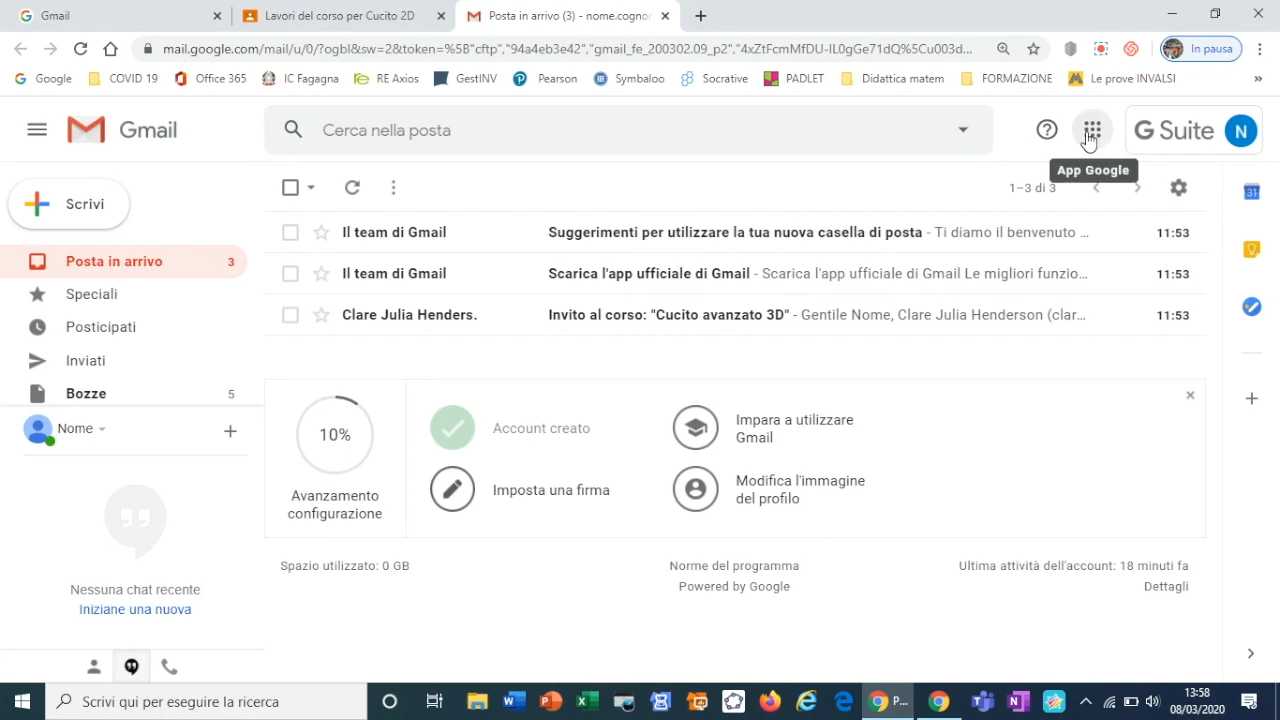 Gmail
Lavori del corso per Cucito 2D
Posta in arrivo (3) - nome.cognor
mail.google.com/mail/u/0/?ogbl&sw=2&token=%5B"cftp","94a4eb3e42","gmail_fe_200302.09_p2","4xZtFcmMfDU-IL0gGe71dQ%5Cu003d...
In pausa
Google
COVID 19
Office 365
IC Fagagna
RE Axios
GestINV
Pearson
Symbaloo
Socrative
PADLET
Didattica matem
FORMAZIONE
Le prove INVALSI
»
Gmail
Cerca nella posta
G Suite
N
App Google
Scrivi
1–3 di 3
31
Posta in arrivo 3
Speciali
Posticipati
Inviati
Bozze 5
Il team di Gmail Suggerimenti per utilizzare la tua nuova casella di posta - Ti diamo il benvenuto ... 11:53
Il team di Gmail Scarica l'app ufficiale di Gmail - Scarica l'app ufficiale di Gmail Le migliori funzio... 11:53
Clare Julia Henders. Invito al corso: "Cucito avanzato 3D" - Gentile Nome, Clare Julia Henderson (clar... 11:53
Nome
10%
Avanzamento
configurazione
Account creato
Imposta una firma
Impara a utilizzare
Gmail
Modifica l'immagine
del profilo
Nessuna chat recente
Iniziane una nuova
Spazio utilizzato: 0 GB
Norme del programma
Powered by Google
Ultima attività dell'account: 18 minuti fa
Dettagli
Scrivi qui per eseguire la ricerca
P...
13:58
08/03/2020